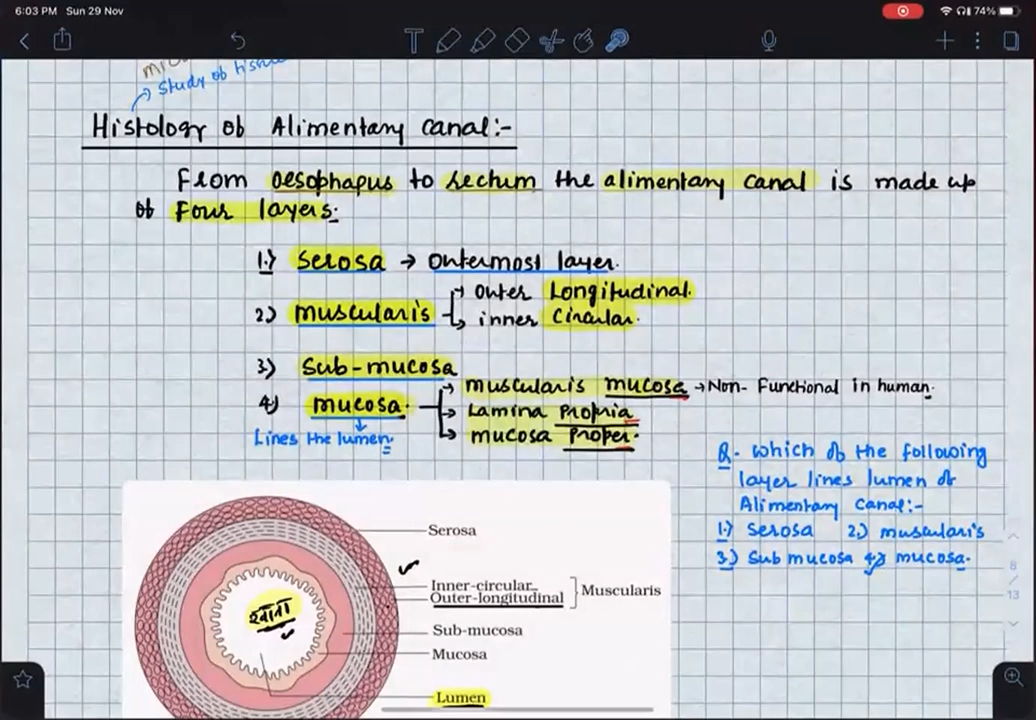 6:03 PM Sun 29 Nov
74%
Study of tissue
Histology of Alimentary canal:-
From oesophapus to rectum the alimentary canal is made up
of Four layers.
1.) Serosa → outermost layer.
2) muscularis → outer Longitudinal.
→ inner Circular.
3) Sub-mucosa
4) mucosa. → muscularis mucosa → Non-Functional in human.
→ Lamina Propria
→ mucosa Proper.
Lines the lumen.
Q. which of the following
layer lines lumen of
Alimentary Canal:-
1.) Serosa 2.) muscularis
3.) Sub mucosa 4.) mucosa.
Serosa
Inner-circular
Outer-longitudinal
Muscularis
Sub-mucosa
Mucosa
Lumen
8
/
13